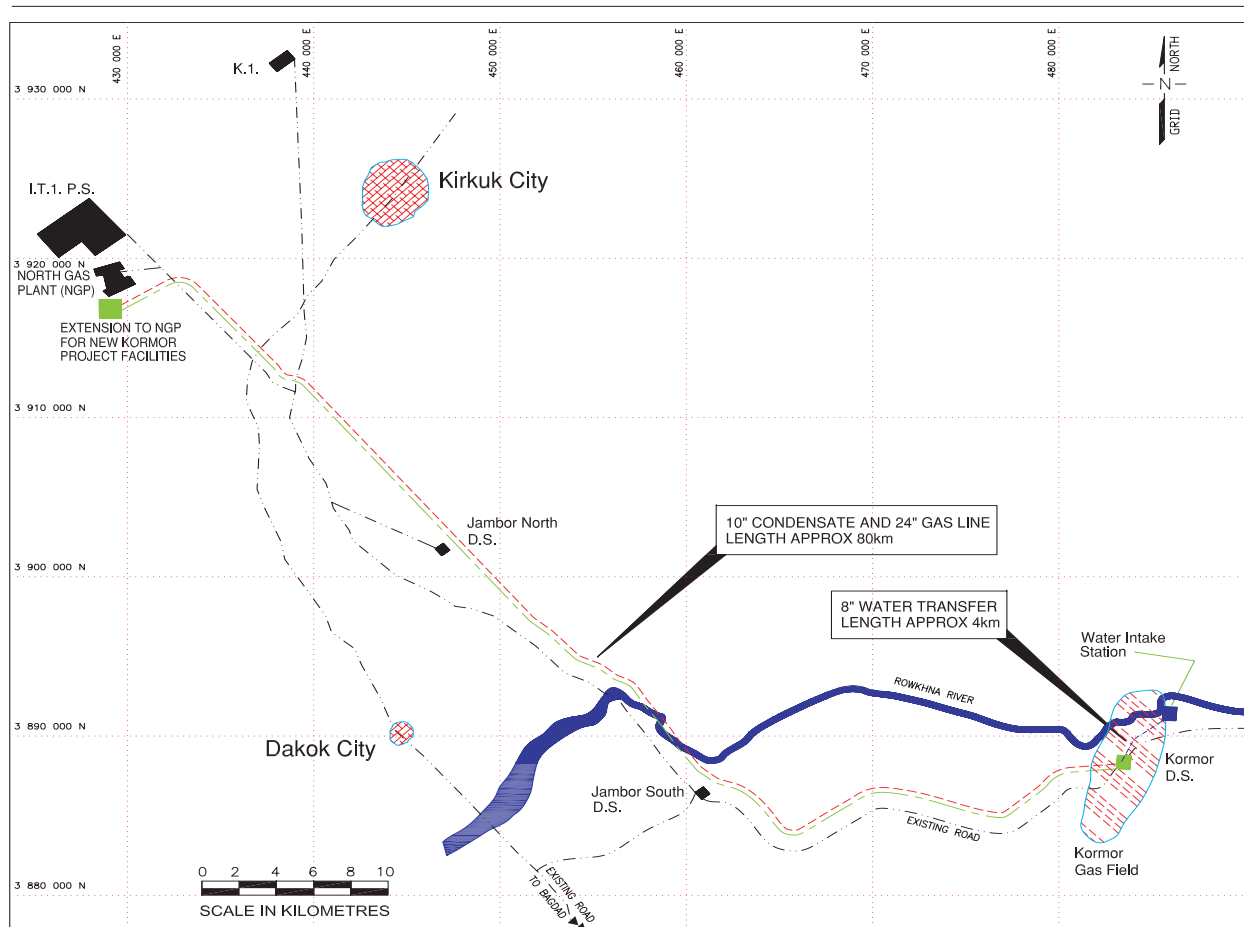 430 000 E
440 000 E
450 000 E
460 000 E
470 000 E
480 000 E
NORTH
N
GRID
K.1.
3 930 000 N
Kirkuk City
I.T.1. P.S.
3 920 000 N
NORTH GAS
PLANT (NGP)
EXTENSION TO NGP
FOR NEW KORMOR
PROJECT FACILITIES
3 910 000 N
Jambor North
D.S.
10" CONDENSATE AND 24" GAS LINE
LENGTH APPROX 80km
3 900 000 N
8" WATER TRANSFER
LENGTH APPROX 4km
Water Intake
Station
ROWKHNA RIVER
3 890 000 N
Dakok City
Kormor
D.S.
Jambor South
D.S.
EXISTING ROAD
Kormor
Gas Field
3 880 000 N
0 2 4 6 8 10
SCALE IN KILOMETRES
EXISTING ROAD
TO BAGDAD